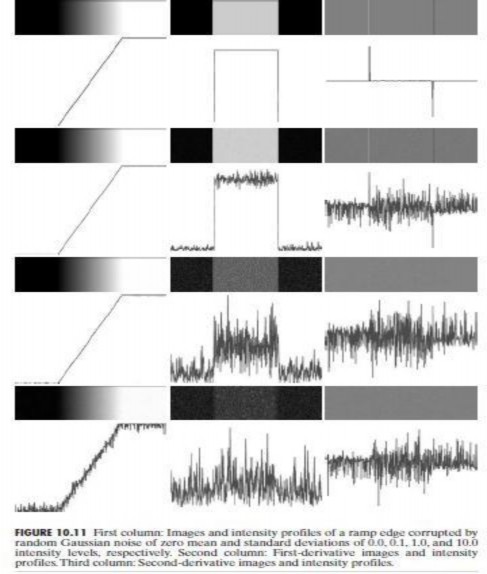 FIGURE 10.11 First column: Images and intensity profiles of a ramp edge corrupted by
random Gaussian noise of zero mean and standard deviations of 0.0, 0.1, 1.0, and 10.0
intensity levels, respectively. Second column: First-derivative images and intensity
profiles. Third column: Second-derivative images and intensity profiles.